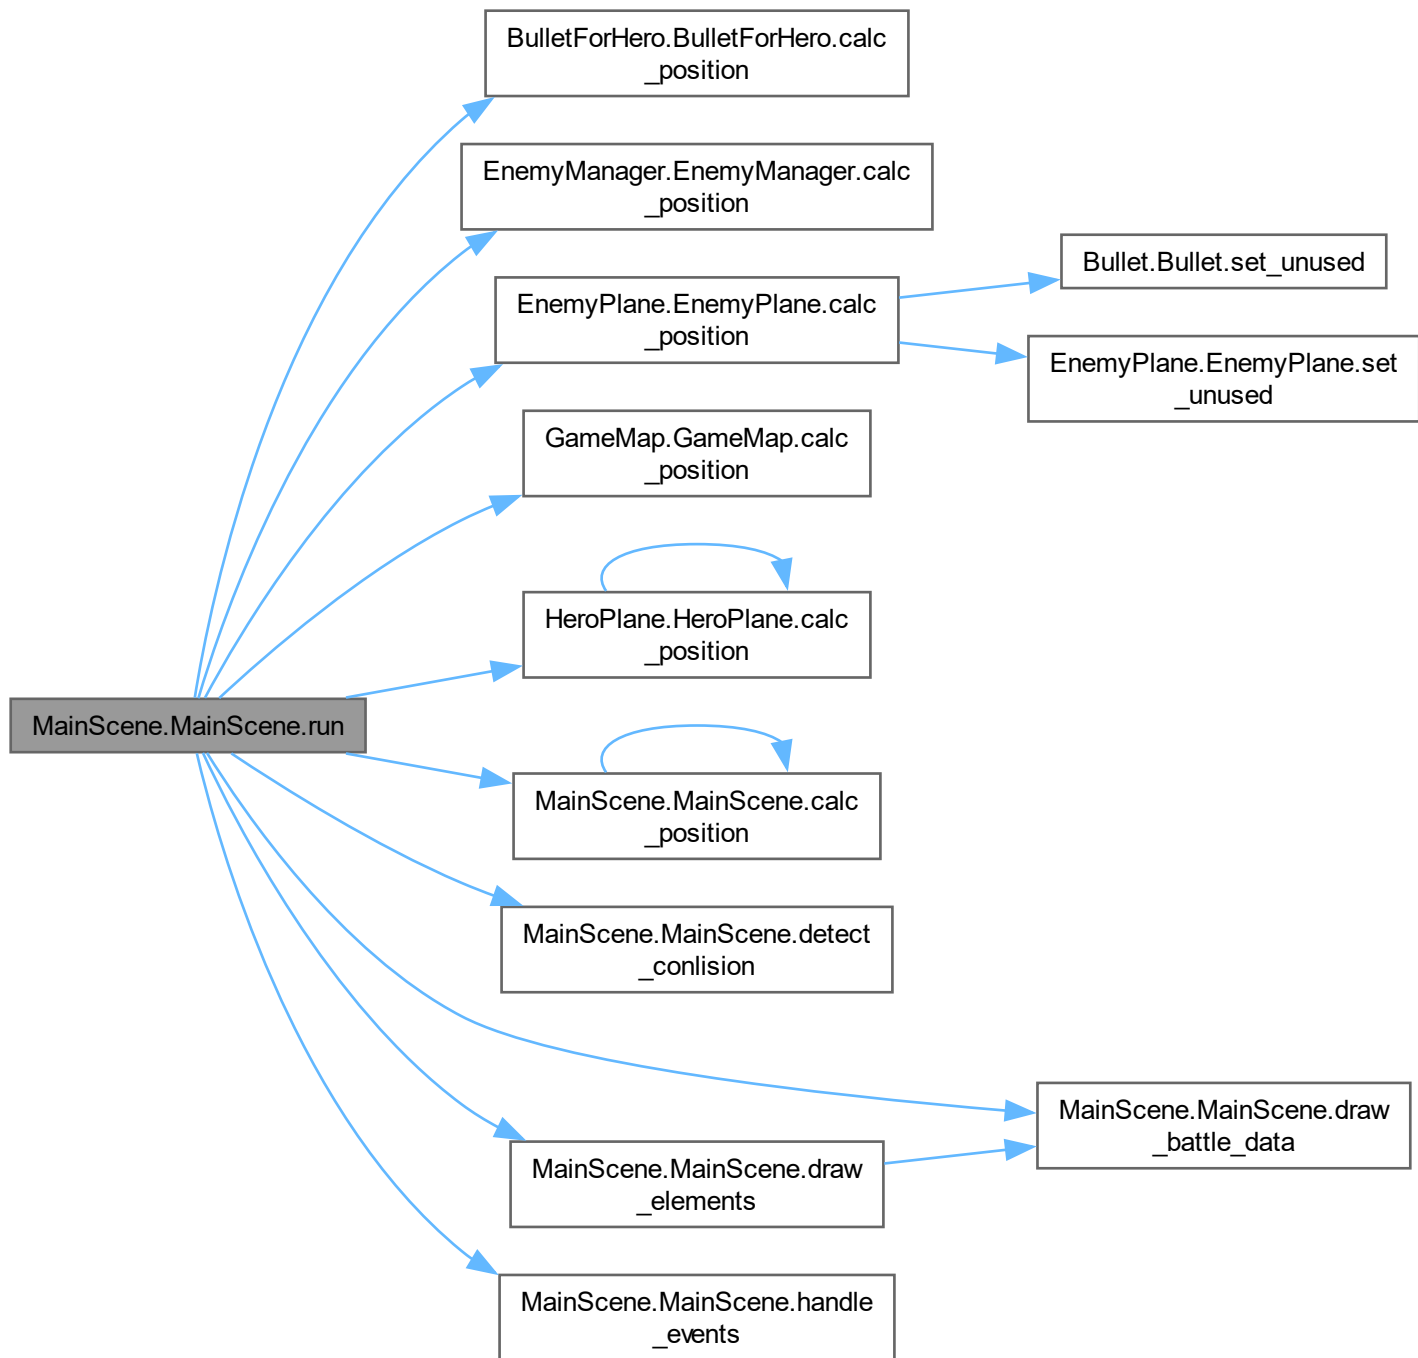 BulletForHero.BulletForHero.calc
_position
EnemyManager.EnemyManager.calc
_position
EnemyPlane.EnemyPlane.calc
_position
Bullet.Bullet.set_unused
EnemyPlane.EnemyPlane.set
_unused
GameMap.GameMap.calc
_position
HeroPlane.HeroPlane.calc
_position
MainScene.MainScene.run
MainScene.MainScene.calc
_position
MainScene.MainScene.detect
_conlision
MainScene.MainScene.draw
_battle_data
MainScene.MainScene.draw
_elements
MainScene.MainScene.handle
_events